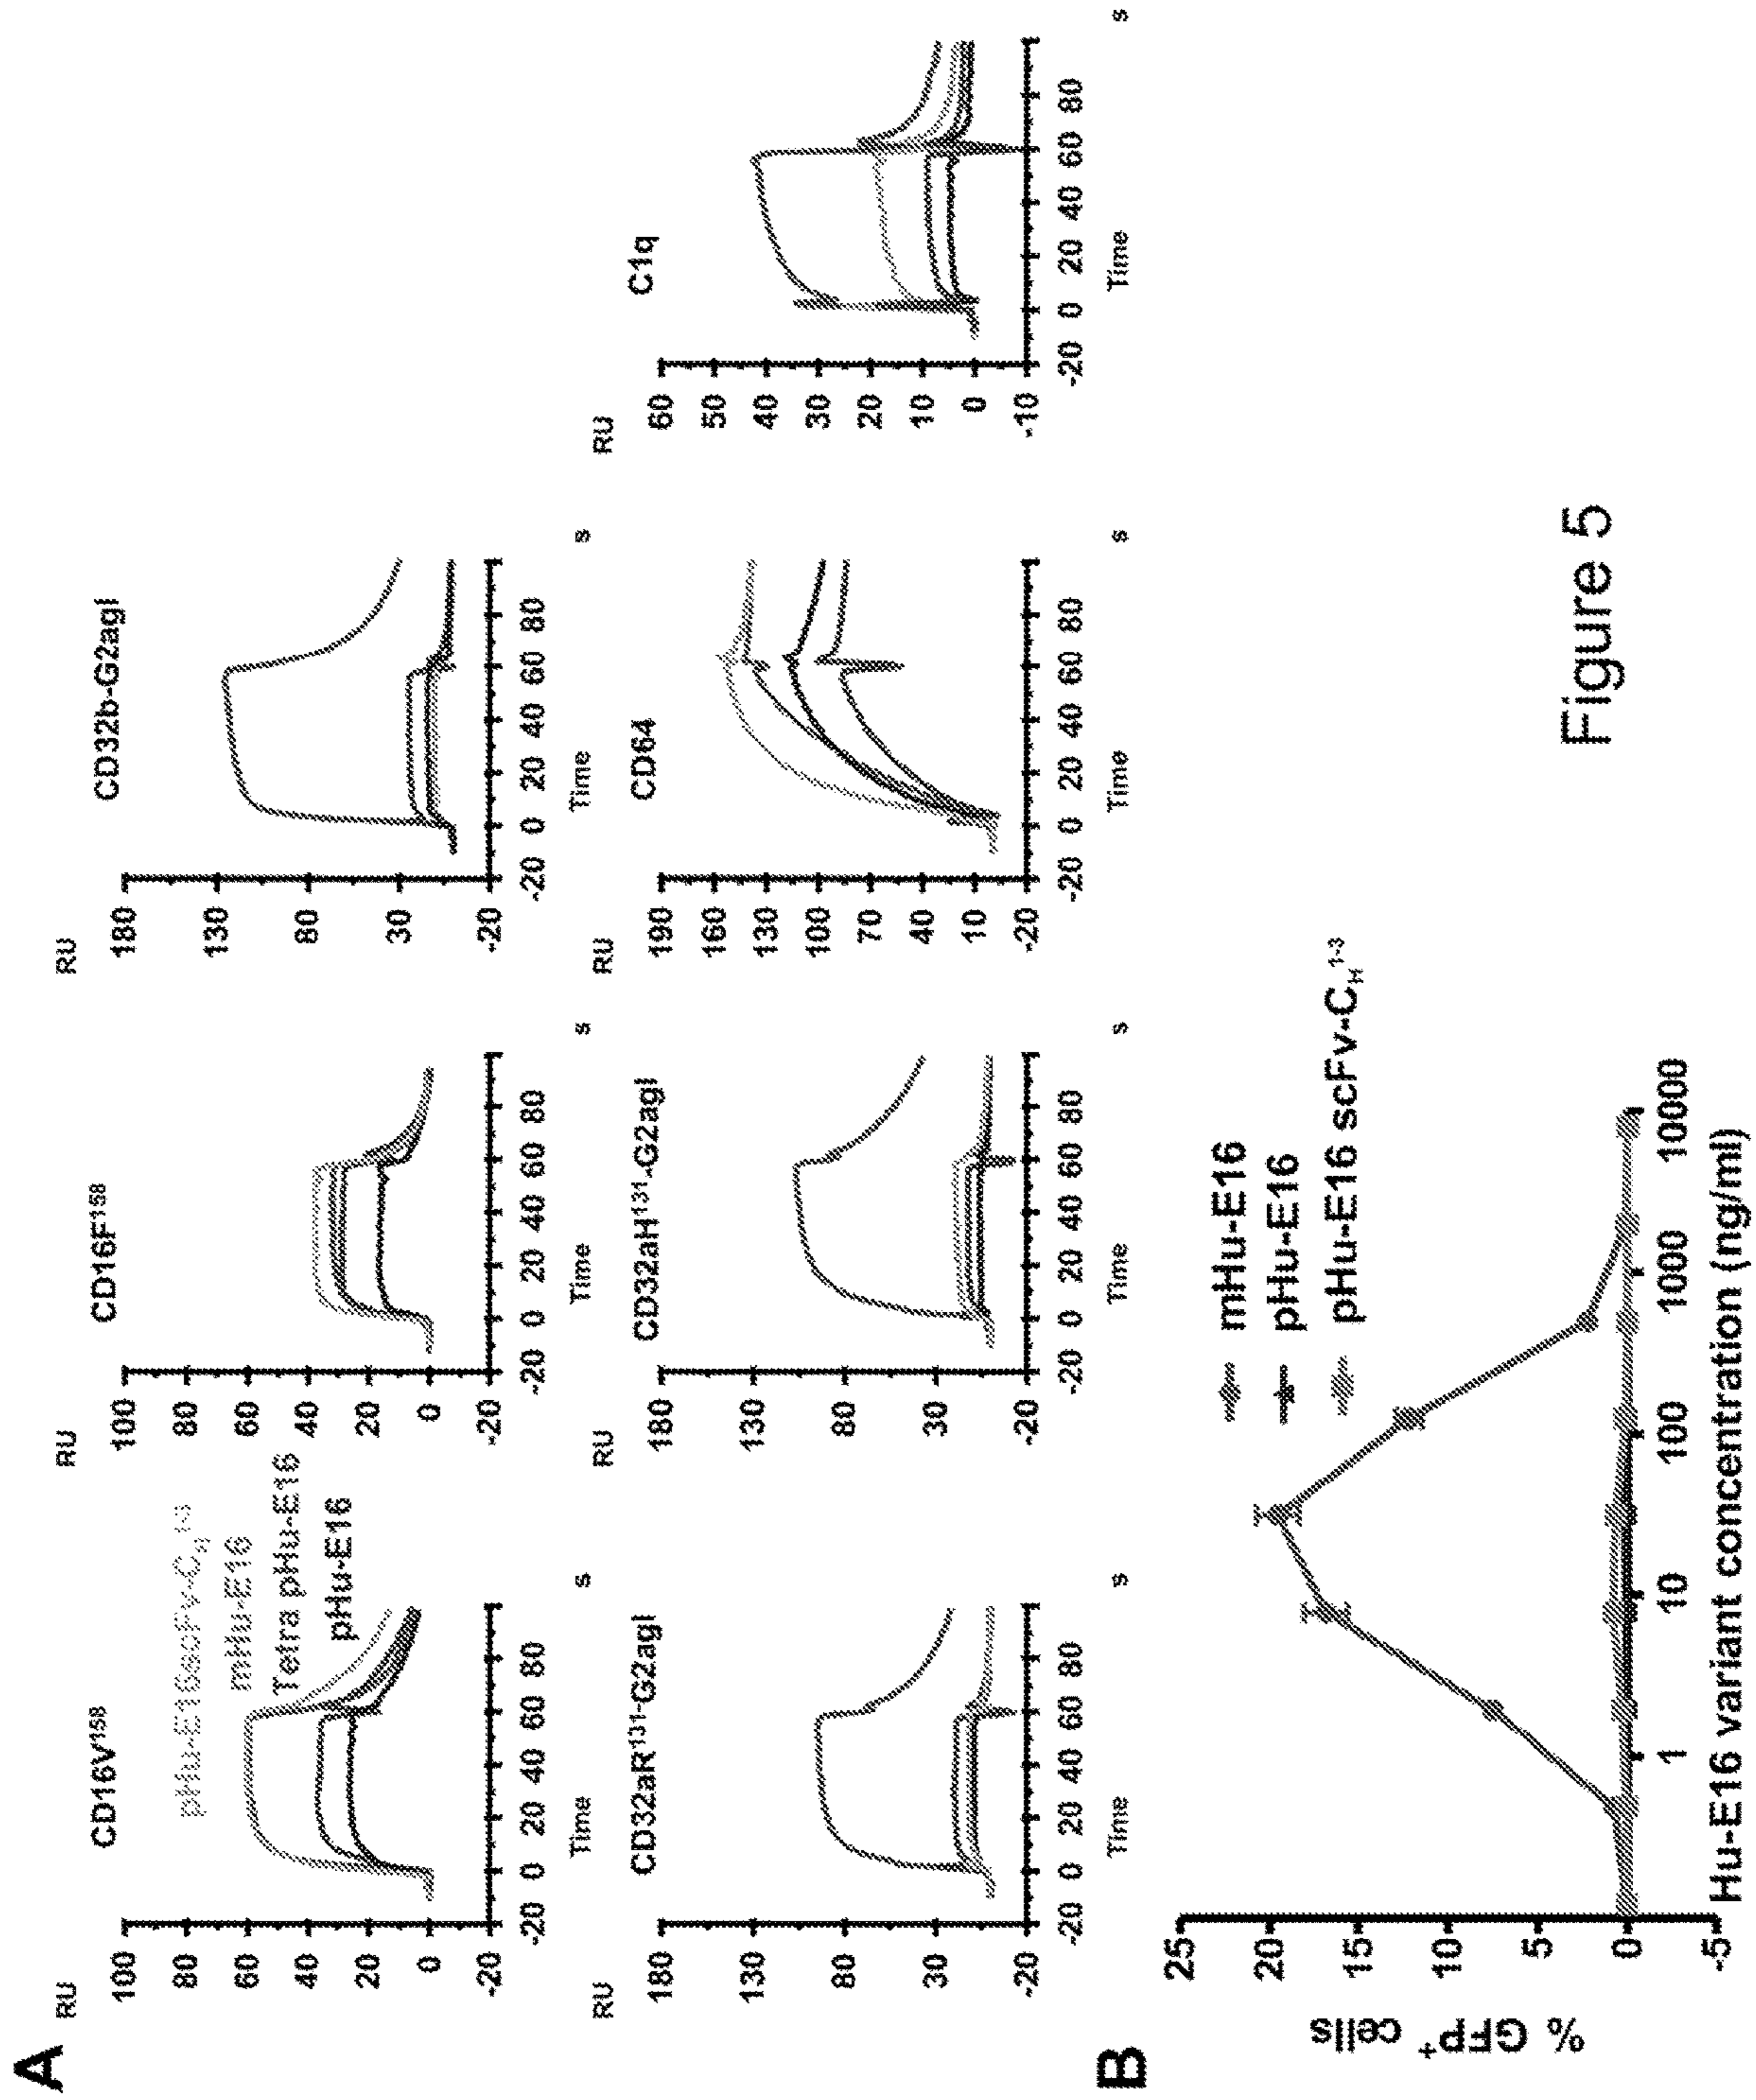 A
CD16V158
RU
100
80
60
40
20
0
-20
-20 0 20 40 60 80
Time
s
pHu-E16scFv-CH1-3
mHu-E16
Tetra pHu-E16
pHu-E16
CD16F158
RU
100
80
60
40
20
0
-20
-20 0 20 40 60 80
Time
s
CD32b-G2agl
RU
180
130
80
30
-20
-20 0 20 40 60 80
Time
s
CD32aR131-G2agl
RU
180
130
80
30
-20
-20 0 20 40 60 80
Time
s
CD32aH131-G2agl
RU
180
130
80
30
-20
-20 0 20 40 60 80
Time
s
CD64
RU
190
160
130
100
70
40
10
-20
-20 0 20 40 60 80
Time
s
C1q
RU
60
50
40
30
20
10
0
-10
-20 0 20 40 60 80
Time
s
B
% GFP+ cells
25
20
15
10
5
0
-5
1 10 100 1000 10000
Hu-E16 variant concentration (ng/ml)
mHu-E16
pHu-E16
pHu-E16 scFv-CH1-3
Figure 5